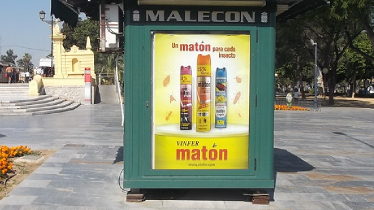 MALECON
Un matón para cada
insecto
VINFER
matón